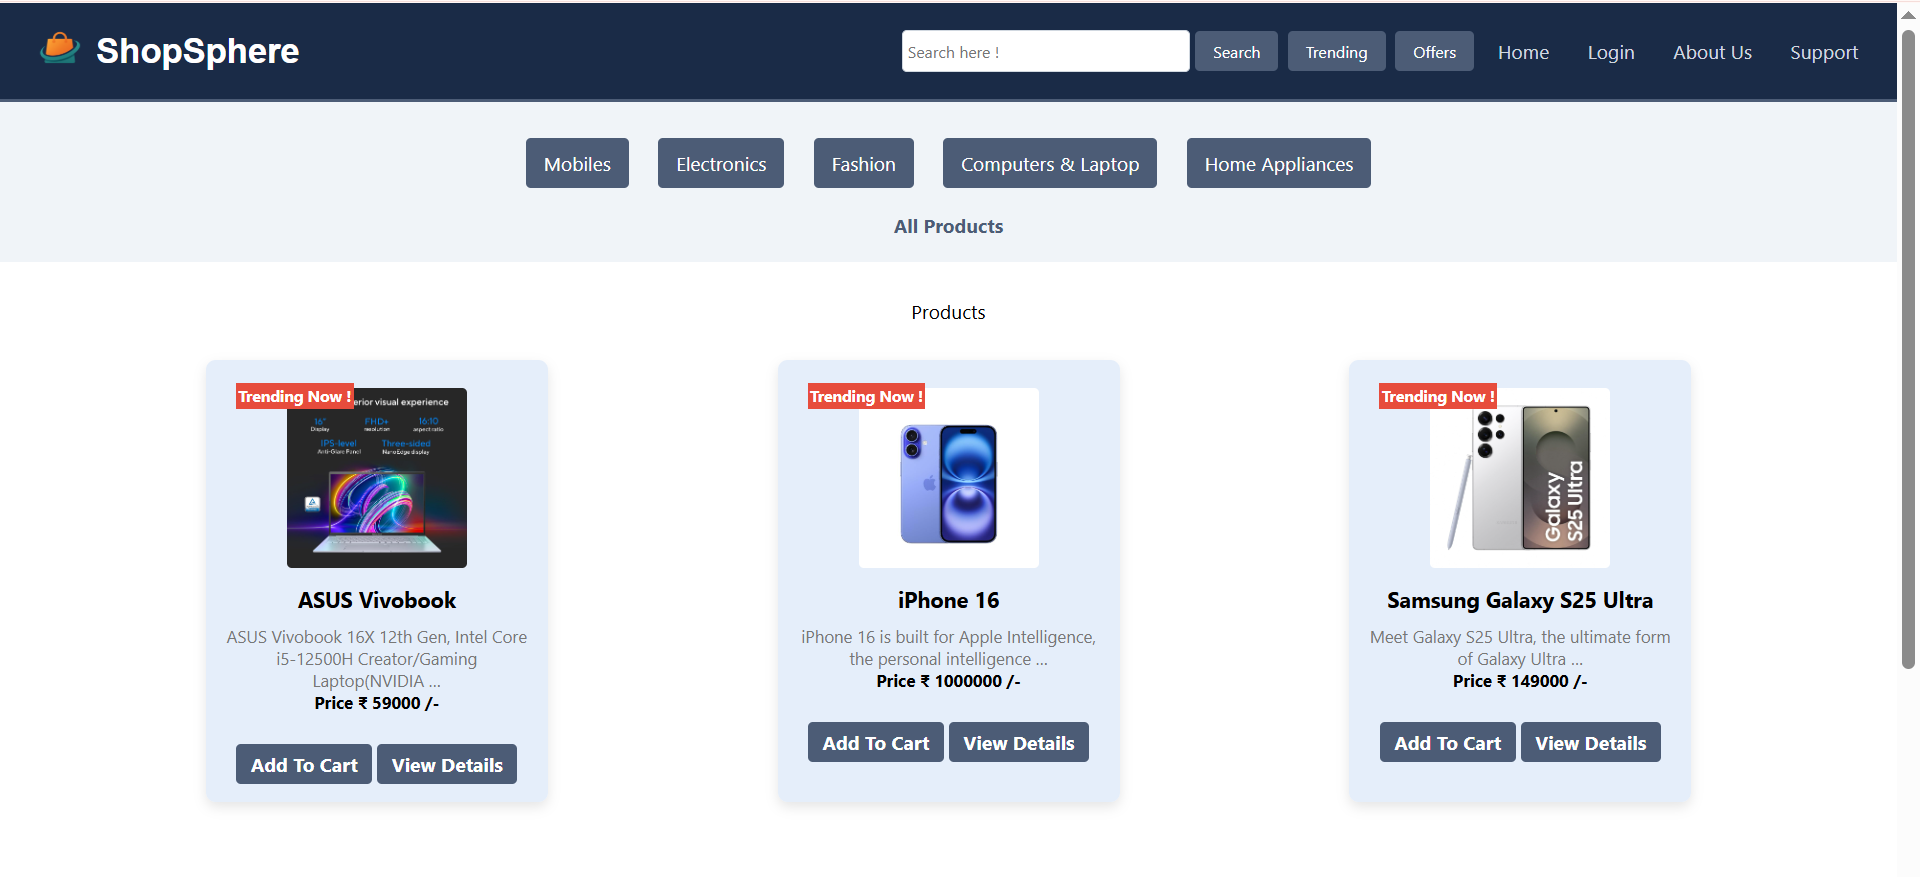 ShopSphere
Search here !
Search
Trending
Offers
Home
Login
About Us
Support
Mobiles
Electronics
Fashion
Computers & Laptop
Home Appliances
All Products
Products
Trending Now !
erior visual experience
16"
Display
FHD+
resolution
16:10
aspect ratio
IPS-level
Anti-Glare Panel
Three-sided
NanoEdge display
ASUS Vivobook
ASUS Vivobook 16X 12th Gen, Intel Core
i5-12500H Creator/Gaming
Laptop(NVIDIA ...
Price ₹ 59000 /-
Add To Cart
View Details
Trending Now !
iPhone 16
iPhone 16 is built for Apple Intelligence,
the personal intelligence ...
Price ₹ 1000000 /-
Add To Cart
View Details
Trending Now !
Galaxy
S25 Ultra
Samsung Galaxy S25 Ultra
Meet Galaxy S25 Ultra, the ultimate form
of Galaxy Ultra ...
Price ₹ 149000 /-
Add To Cart
View Details